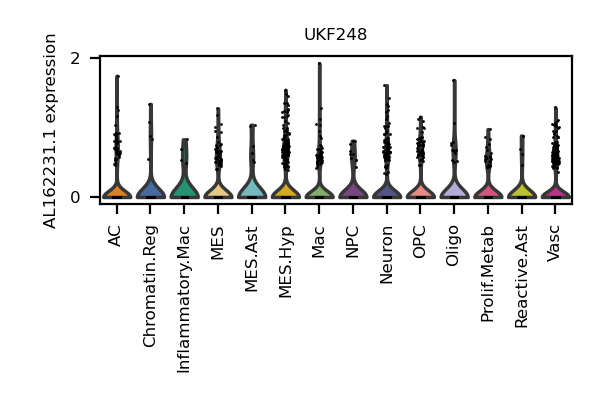 UKF248
AL162231.1 expression
2
0
AC
Chromatin.Reg
Inflammatory.Mac
MES
MES.Ast
MES.Hyp
Mac
NPC
Neuron
OPC
Oligo
Prolif.Metab
Reactive.Ast
Vasc